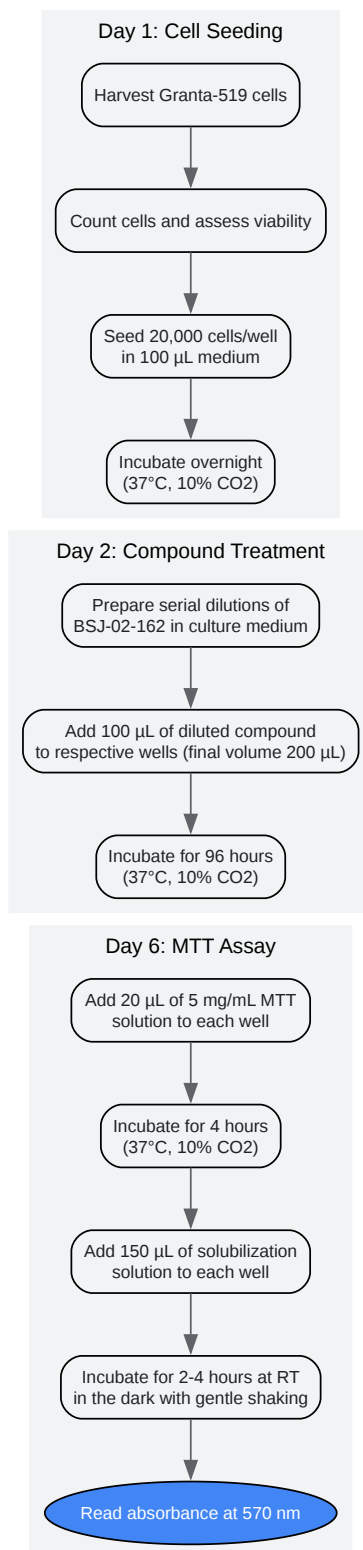 Day 1: Cell Seeding
Harvest Granta-519 cells
Count cells and assess viability
Seed 20,000 cells/well
in 100 µL medium
Incubate overnight
(37°C, 10% CO2)
Day 2: Compound Treatment
Prepare serial dilutions of
BSJ-02-162 in culture medium
Add 100 µL of diluted compound
to respective wells (final volume 200 µL)
Incubate for 96 hours
(37°C, 10% CO2)
Day 6: MTT Assay
Add 20 µL of 5 mg/mL MTT
solution to each well
Incubate for 4 hours
(37°C, 10% CO2)
Add 150 µL of solubilization
solution to each well
Incubate for 2-4 hours at RT
in the dark with gentle shaking
Read absorbance at 570 nm